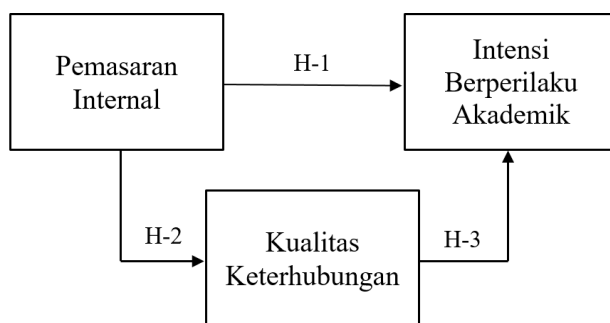 Pemasaran
Internal
H-1
Intensi
Berperilaku
Akademik
H-2
Kualitas
Keterhubungan
H-3